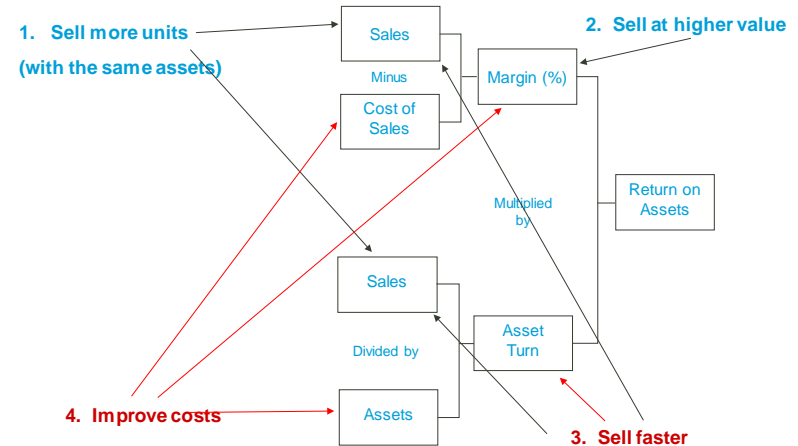 1. Sell more units
(with the same assets)
2. Sell at higher value
Sales
Minus
Cost of
Sales
Margin (%)
Multiplied
by
Return on
Assets
Sales
Divided by
Assets
Asset
Turn
4. Improve costs
3. Sell faster